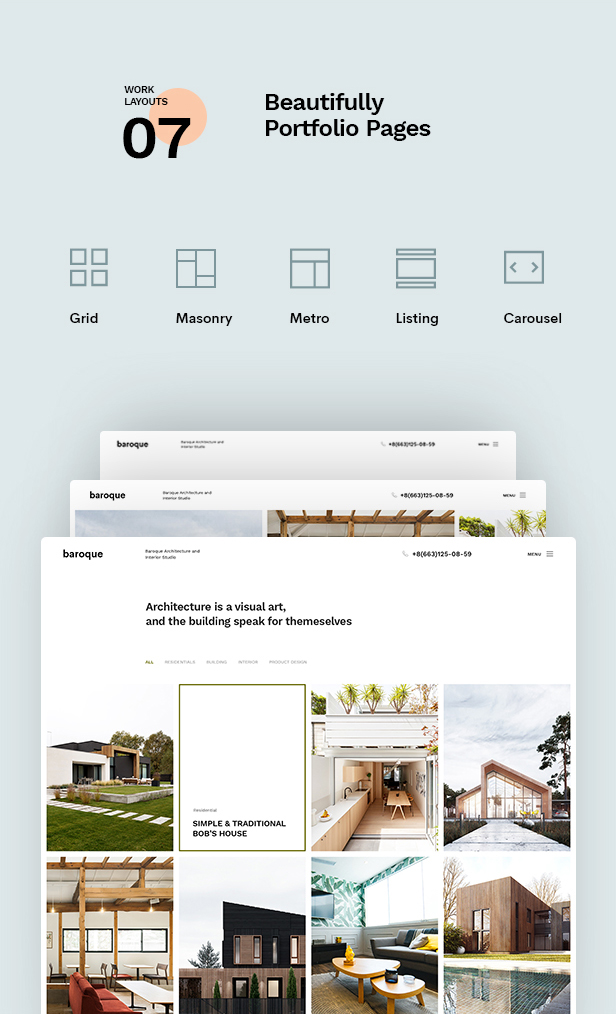 WORK
LAYOUTS
07
Beautifully
Portfolio Pages
Grid
Masonry
Metro
Listing
Carousel
baroque
Baroque Architecture and
Interior Studio
+8(663)125-08-59
MENU
baroque
Baroque Architecture and
Interior Studio
+8(663)125-08-59
MENU
baroque
Baroque Architecture and
Interior Studio
+8(663)125-08-59
MENU
Architecture is a visual art,
and the building speak for themeselves
ALL RESIDENTIALS BUILDING INTERIOR PRODUCT DESIGN
Residential
SIMPLE & TRADITIONAL
BOB'S HOUSE